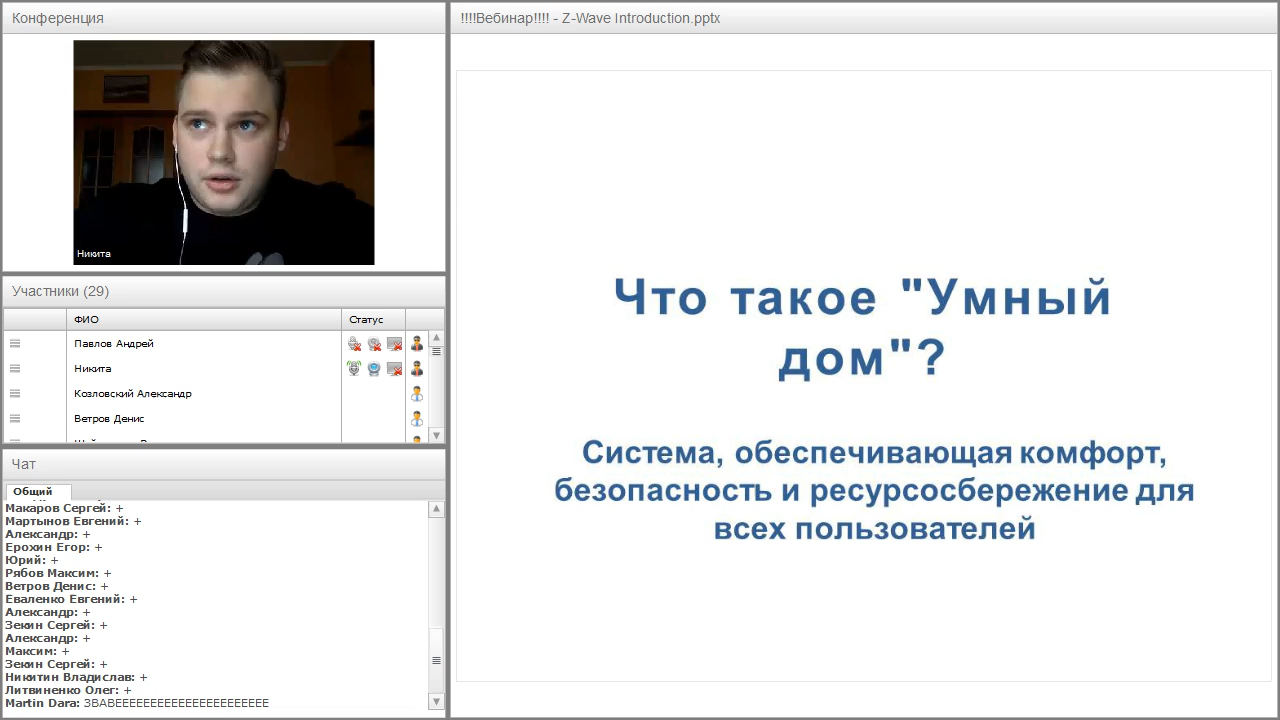 Конференция
Никита
Участники (29)
ФИО Статус
Павлов Андрей
Никита
Козловский Александр
Ветров Денис
Чат
Общий
Макаров Сергей: +
Мартынов Евгений: +
Александр: +
Ерохин Егор: +
Юрий: +
Рябов Максим: +
Ветров Денис: +
Еваленко Евгений: +
Александр: +
Зекин Сергей: +
Александр: +
Максим: +
Зекин Сергей: +
Никитин Владислав: +
Литвиненко Олег: +
Martin Dara: ЗВАВЕЕЕЕЕЕЕЕЕЕЕЕЕЕЕЕЕЕЕЕЕЕ
!!!!Вебинар!!!! - Z-Wave Introduction.pptx
Что такое "Умный
дом"?
Система, обеспечивающая комфорт,
безопасность и ресурсосбережение для
всех пользователей